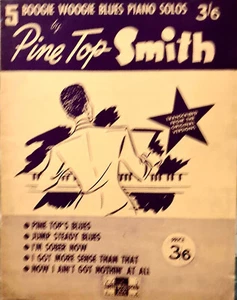 5 BOOGIE WOOGIE BLUES PIANO SOLOS 3/6
by
Pine Top Smith
PINE TOP'S BLUES
JUMP STEADY BLUES
I'M SOBER NOW
I GOT MORE SENSE THAN THAT
NOW I AIN'T GOT NOTHIN' AT ALL
PRICE
3/6